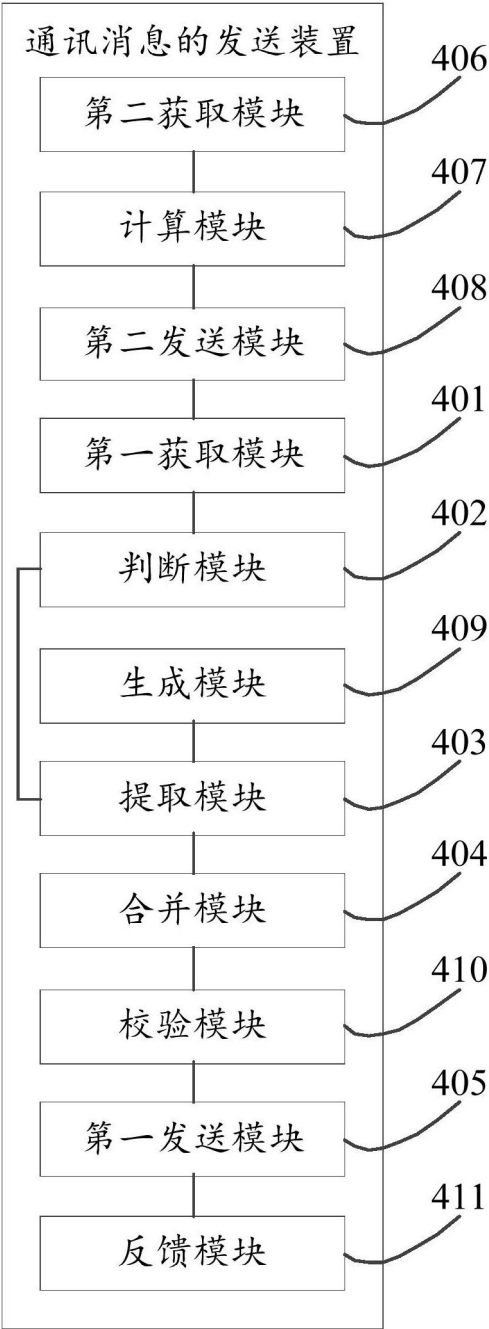 通讯消息的发送装置
第二获取模块 406
计算模块 407
第二发送模块 408
第一获取模块 401
判断模块 402
生成模块 409
提取模块 403
合并模块 404
校验模块 410
第一发送模块 405
反馈模块 411